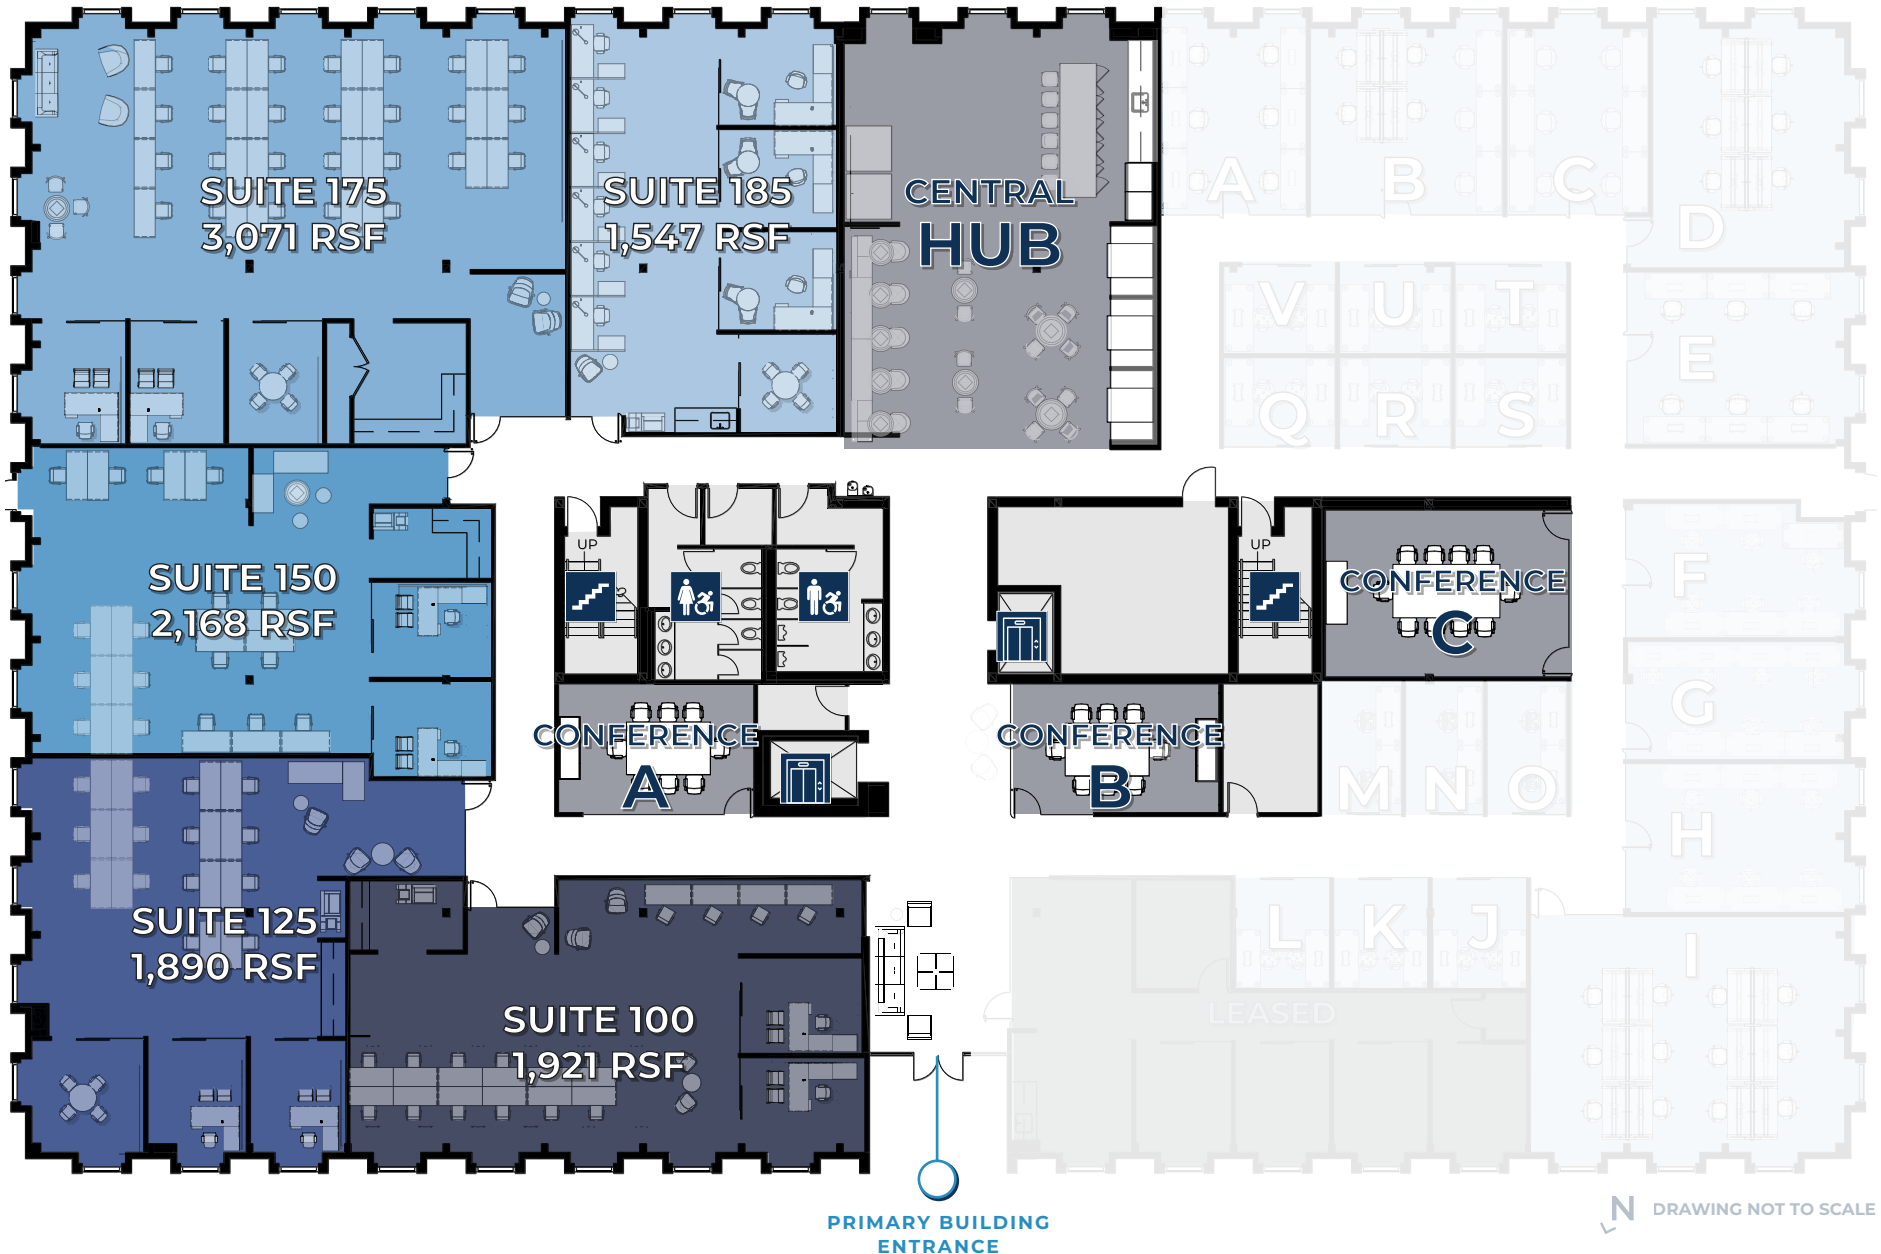 SUITE 175
3,071 RSF
SUITE 185
1,547 RSF
CENTRAL
HUB
A
B
C
D
V
U
T
E
Q
R
S
SUITE 150
2,168 RSF
UP
UP
CONFERENCE
C
F
CONFERENCE
A
CONFERENCE
B
M
N
O
G
H
SUITE 125
1,890 RSF
SUITE 100
1,921 RSF
L
K
J
I
LEASED
PRIMARY BUILDING
ENTRANCE
N
DRAWING NOT TO SCALE